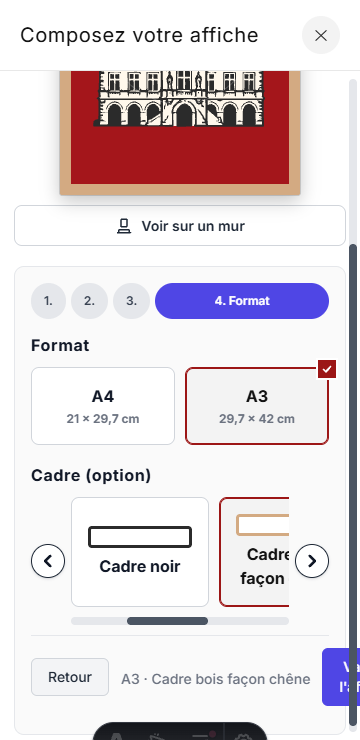 Composez votre affiche
Voir sur un mur
1.
2.
3.
4. Format
Format
A4
21 × 29,7 cm
A3
29,7 × 42 cm
Cadre (option)
Cadre noir
Cadre
façon
Retour
A3 · Cadre bois façon chêne